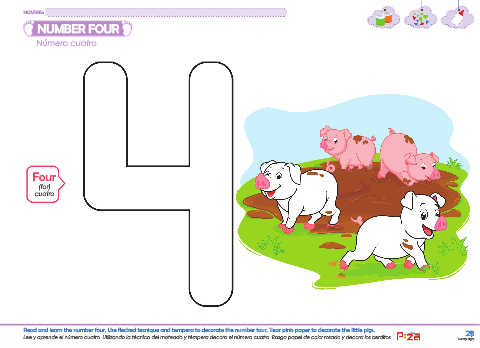 NOMBRE:
NUMBER FOUR
Número cuatro
Four
(for)
cuatro
Read and learn the number four. Use flecked technique and tempera to decorate the number four. Tear pink paper to decorate the little pigs.
Lee y aprende el número cuatro. Utilizando la técnica del moteado y témpera decora el número cuatro. Rasga papel de color rosado y decora los cerditos.